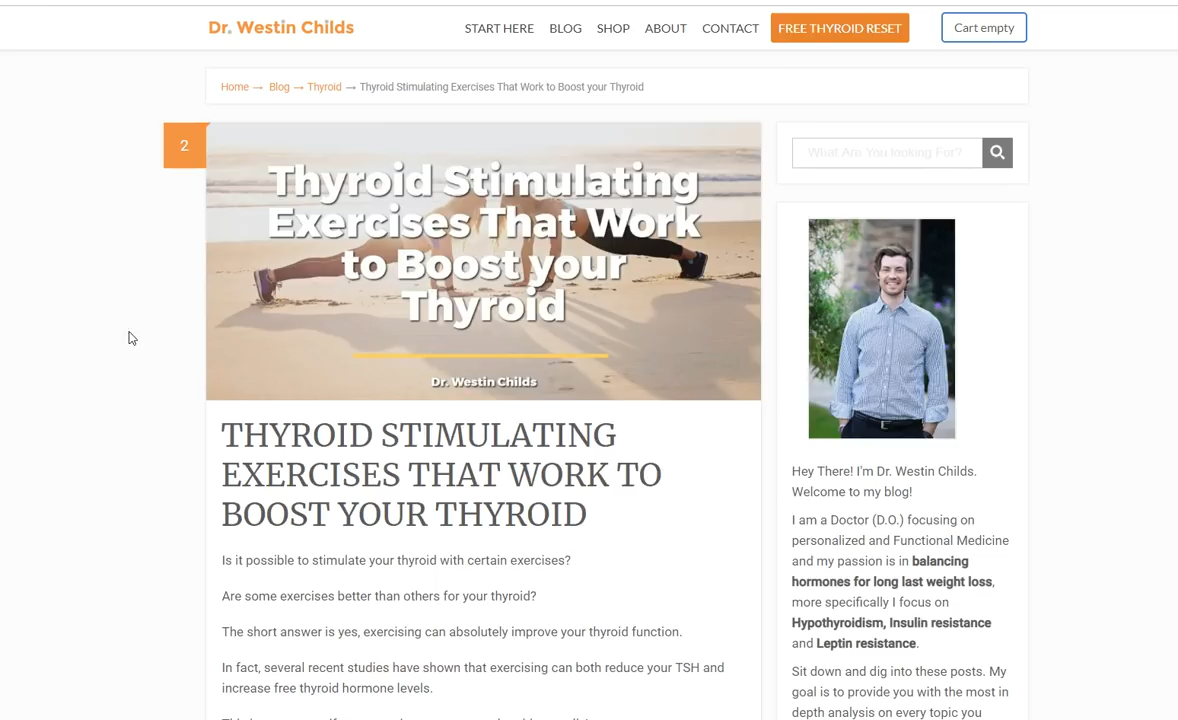 Dr. Westin Childs
START HERE BLOG SHOP ABOUT CONTACT FREE THYROID RESET Cart empty
Home → Blog → Thyroid → Thyroid Stimulating Exercises That Work to Boost your Thyroid
2
Thyroid Stimulating
Exercises That Work
to Boost your
Thyroid
Dr. Westin Childs
THYROID STIMULATING
EXERCISES THAT WORK TO
BOOST YOUR THYROID
Is it possible to stimulate your thyroid with certain exercises?
Are some exercises better than others for your thyroid?
The short answer is yes, exercising can absolutely improve your thyroid function.
In fact, several recent studies have shown that exercising can both reduce your TSH and
increase free thyroid hormone levels.
What Are You looking For?
Hey There! I'm Dr. Westin Childs.
Welcome to my blog!
I am a Doctor (D.O.) focusing on
personalized and Functional Medicine
and my passion is in balancing
hormones for long last weight loss,
more specifically I focus on
Hypothyroidism, Insulin resistance
and Leptin resistance.
Sit down and dig into these posts. My
goal is to provide you with the most in
depth analysis on every topic you